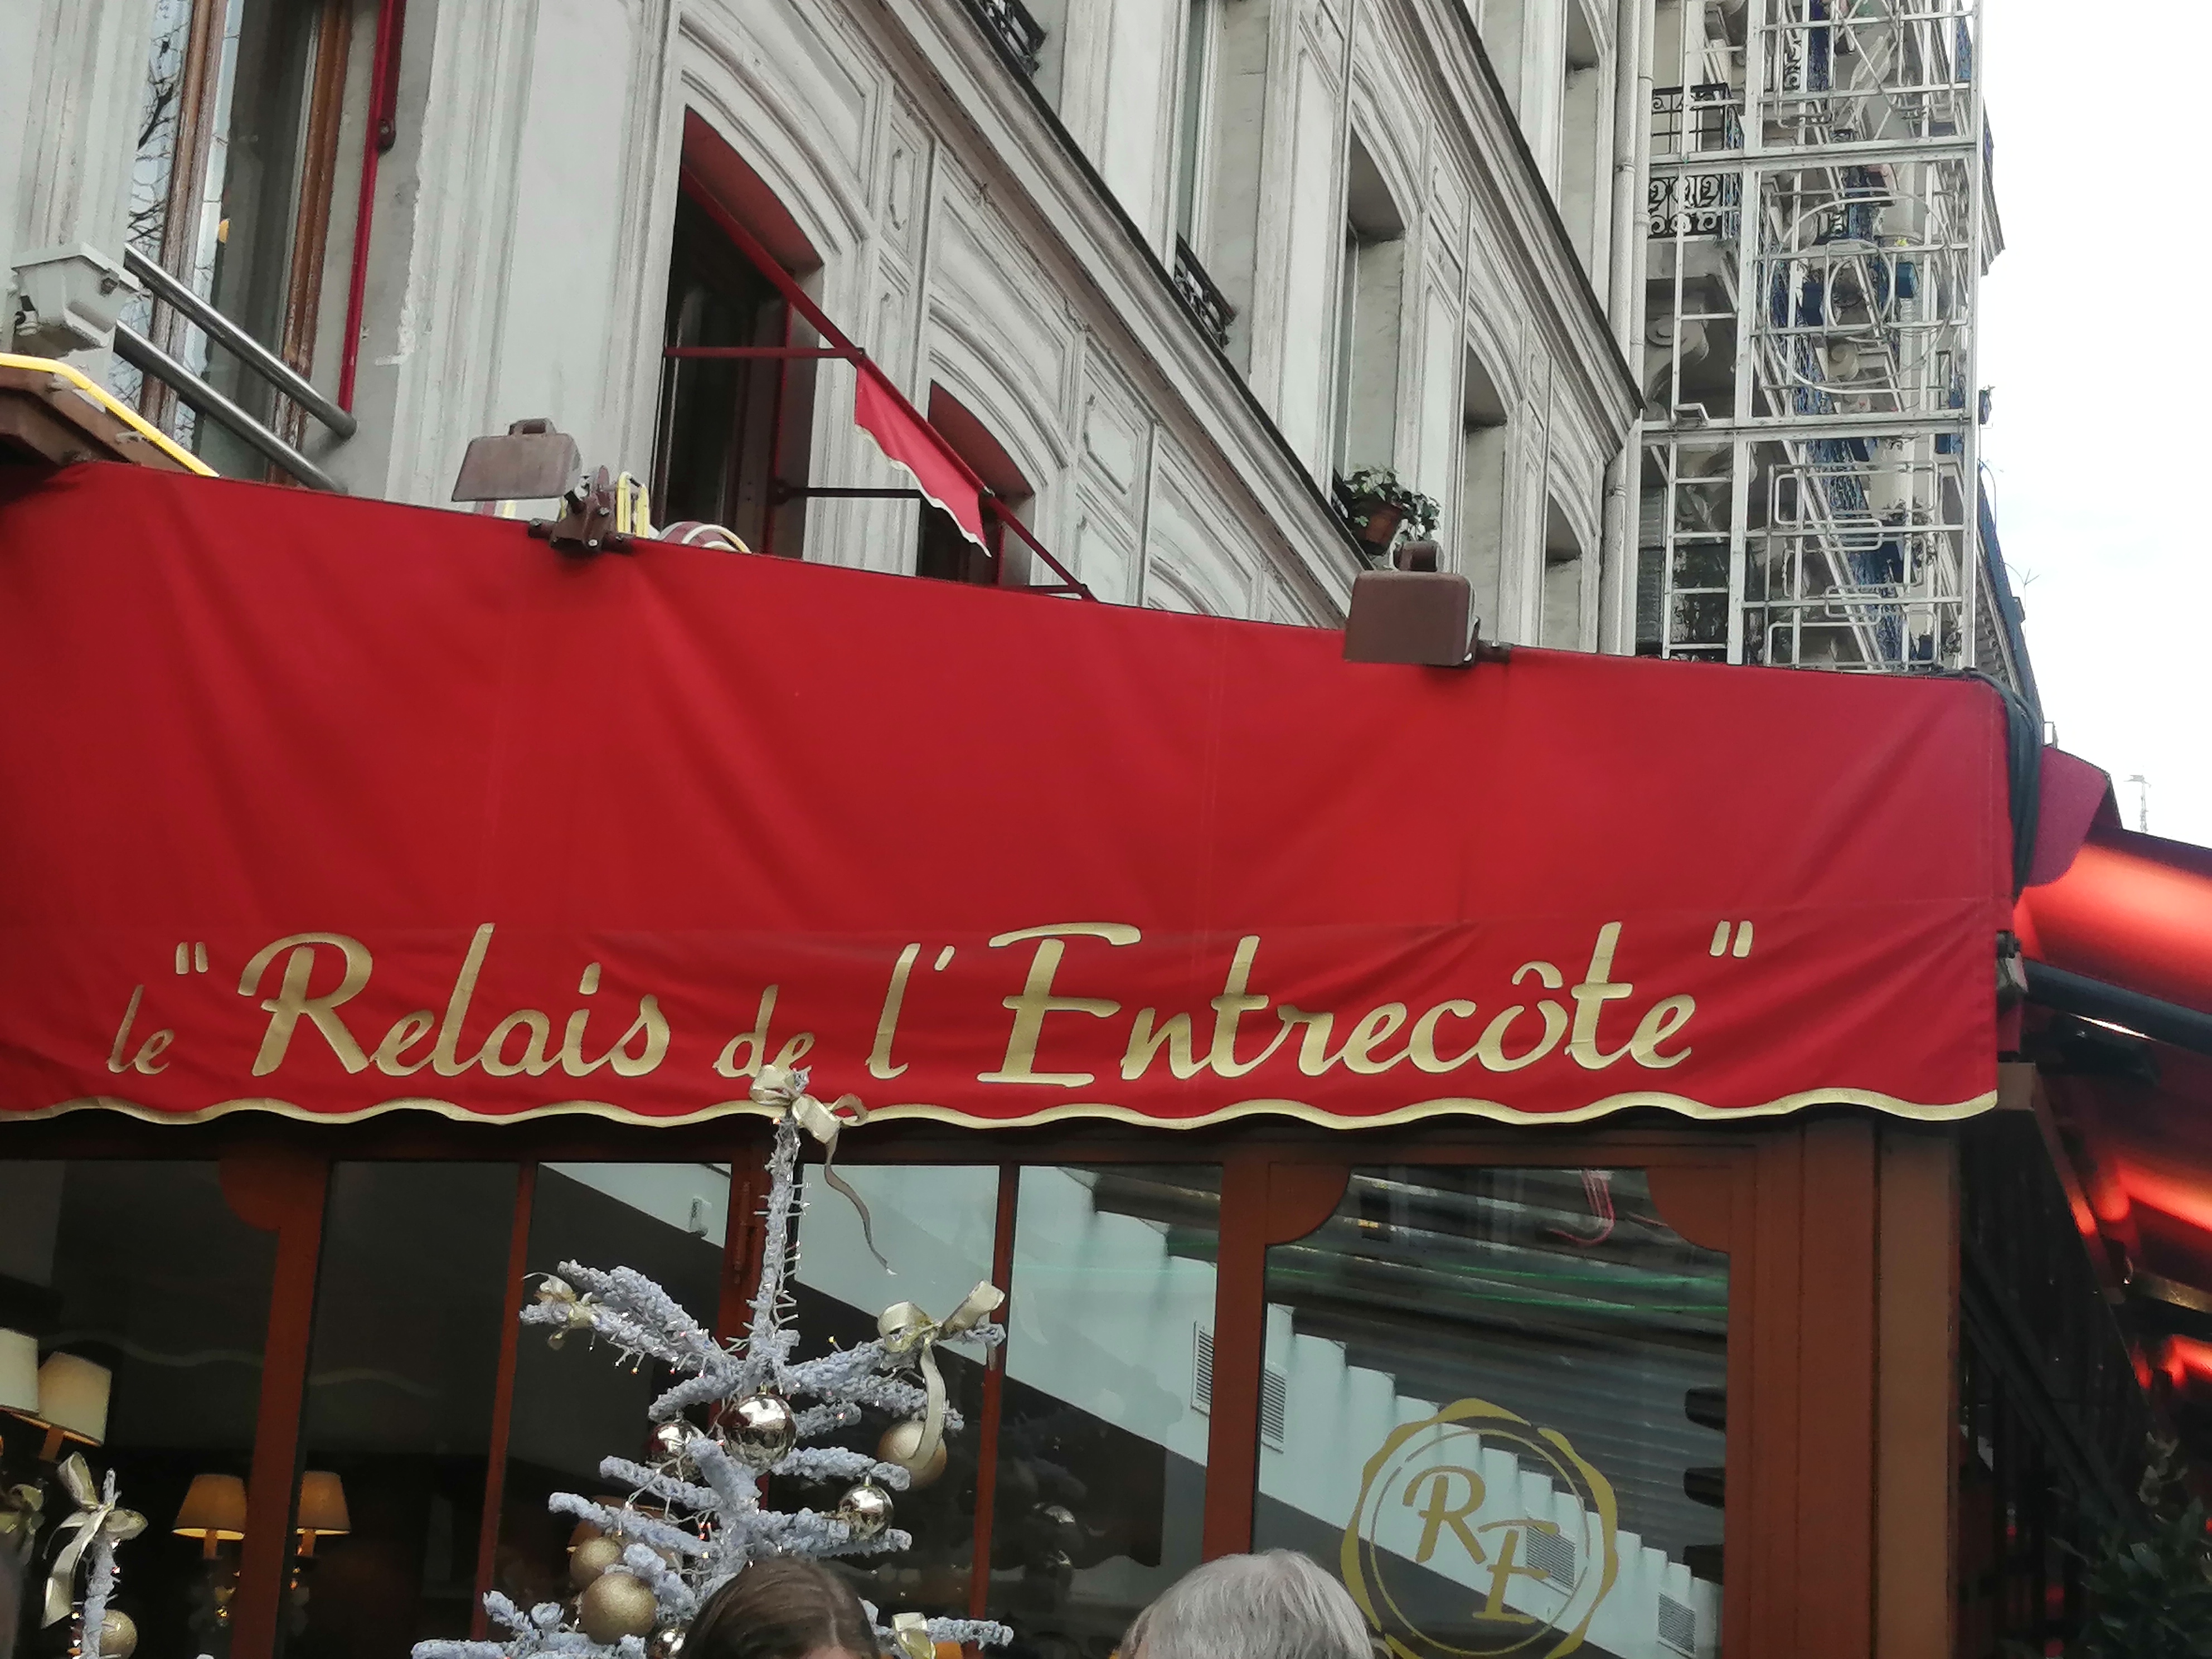 le "Relais de l'Entrecôte"
RE